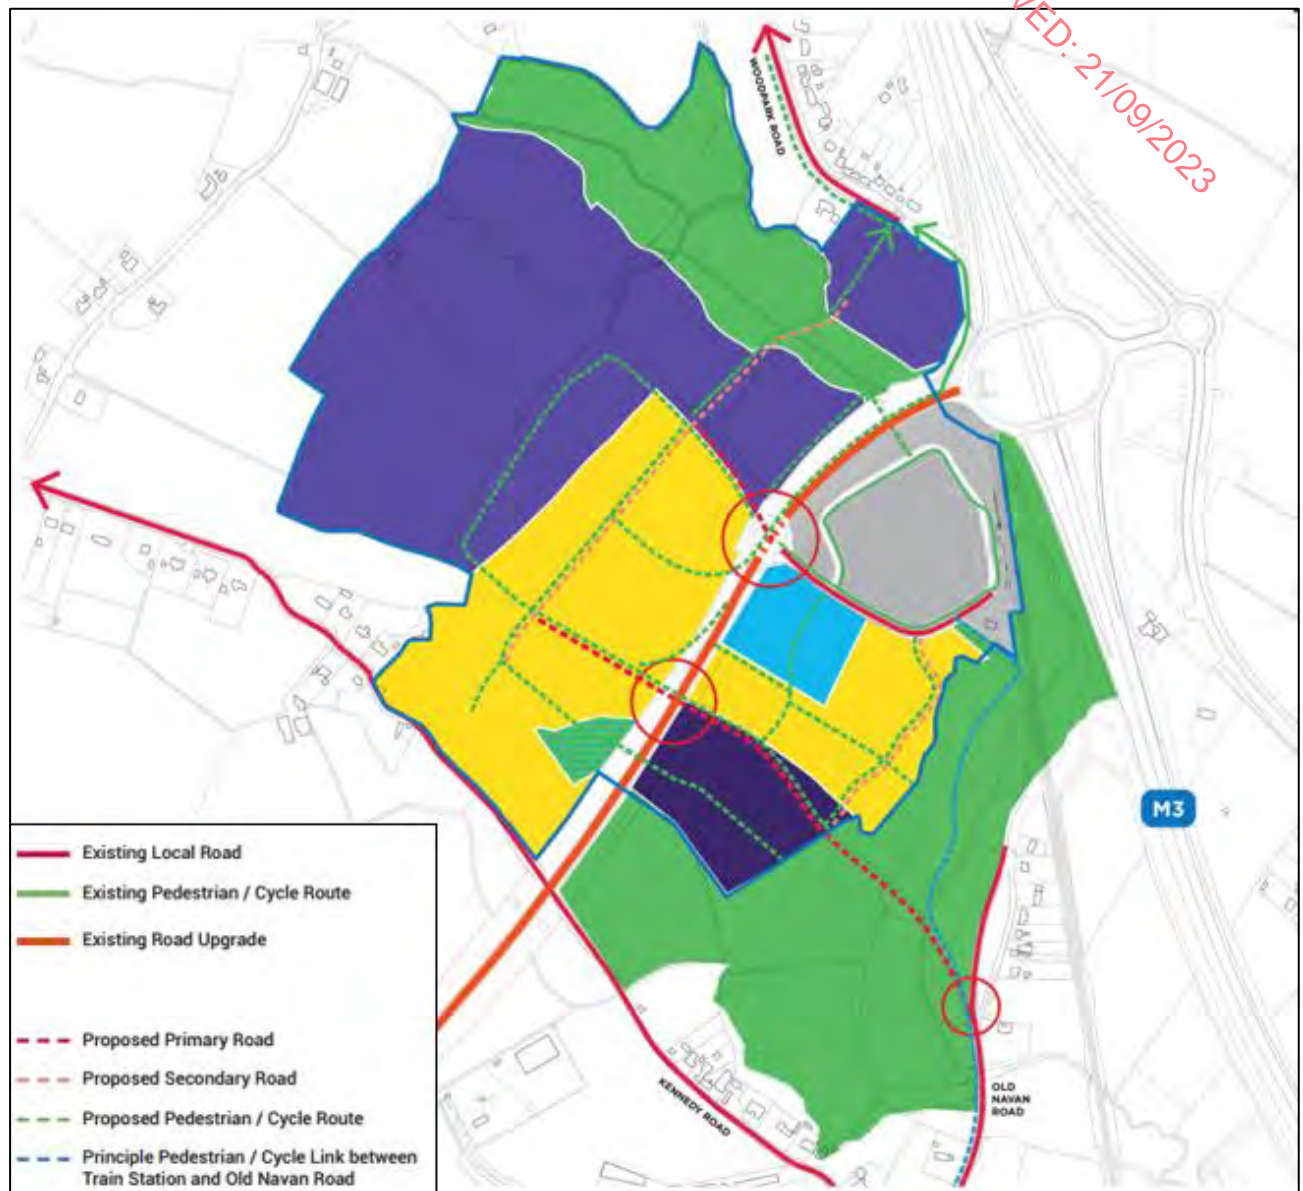 VED: 21/09/2023
WOODPARK ROAD
M3
Existing Local Road
Existing Pedestrian / Cycle Route
Existing Road Upgrade
Proposed Primary Road
Proposed Secondary Road
Proposed Pedestrian / Cycle Route
Principle Pedestrian / Cycle Link between
Train Station and Old Navan Road
KENNEDY ROAD
OLD
NAVAN
ROAD